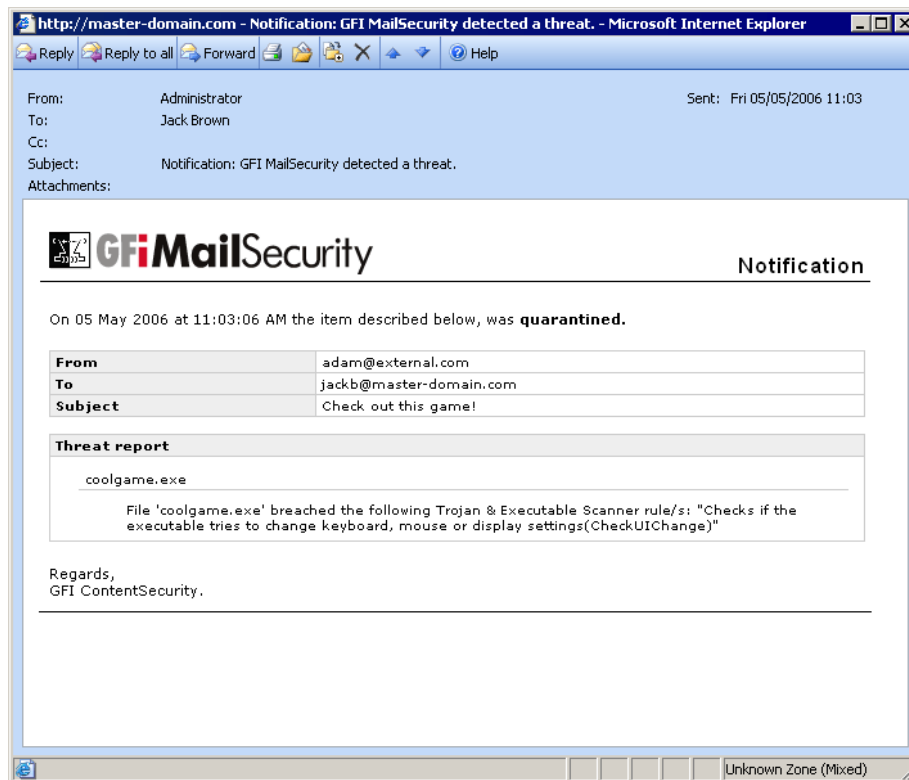 http://master-domain.com - Notification: GFI MailSecurity detected a threat. - Microsoft Internet Explorer
Reply Reply to all Forward Help
From: Administrator Sent: Fri 05/05/2006 11:03
To: Jack Brown
Cc:
Subject: Notification: GFI MailSecurity detected a threat.
Attachments:
GFiMailSecurity
Notification
On 05 May 2006 at 11:03:06 AM the item described below, was quarantined.
From adam@external.com
To jackb@master-domain.com
Subject Check out this game!
Threat report
coolgame.exe
File 'coolgame.exe' breached the following Trojan & Executable Scanner rule/s: "Checks if the
executable tries to change keyboard, mouse or display settings(CheckUIChange)"
Regards,
GFI ContentSecurity.
Unknown Zone (Mixed)